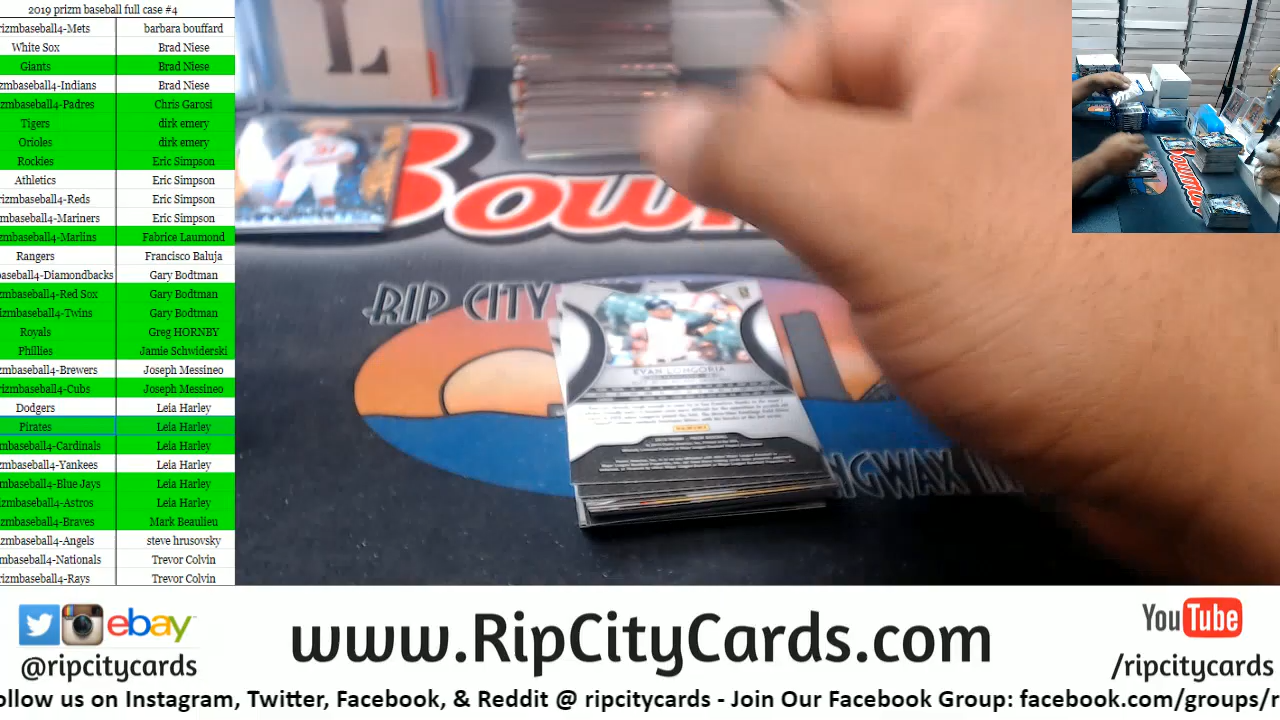 2019 prizm baseball full case #4
rizmbaseball4-Mets barbara bouffard
White Sox Brad Niese
Giants Brad Niese
zmbaseball4-Indians Brad Niese
zmbaseball4-Padres Chris Garosi
Tigers dirk emery
Orioles dirk emery
Rockies Eric Simpson
Athletics Eric Simpson
rizmbaseball4-Reds Eric Simpson
mbaseball4-Mariners Eric Simpson
zmbaseball4-Marlins Fabrice Laumond
Rangers Francisco Baluja
baseball4-Diamondbacks Gary Bodtman
zmbaseball4-Red Sox Gary Bodtman
zmbaseball4-Twins Gary Bodtman
Royals Greg HORNBY
Phillies Jamie Schwiderski
zmbaseball4-Brewers Joseph Messineo
rizmbaseball4-Cubs Joseph Messineo
Dodgers Leia Harley
Pirates Leia Harley
mbaseball4-Cardinals Leia Harley
zmbaseball4-Yankees Leia Harley
zmbaseball4-Blue Jays Leia Harley
zmbaseball4-Astros Leia Harley
izmbaseball4-Braves Mark Beaulieu
zmbaseball4-Angels steve hrusovsky
mbaseball4-Nationals Trevor Colvin
rizmbaseball4-Rays Trevor Colvin
Bowman
RIP CITY
INGWAX
EVAN LONGORIA
ebay
@ripcitycards
www.RipCityCards.com
YouTube
/ripcitycards
ollow us on Instagram, Twitter, Facebook, & Reddit @ ripcitycards - Join Our Facebook Group: facebook.com/groups/r